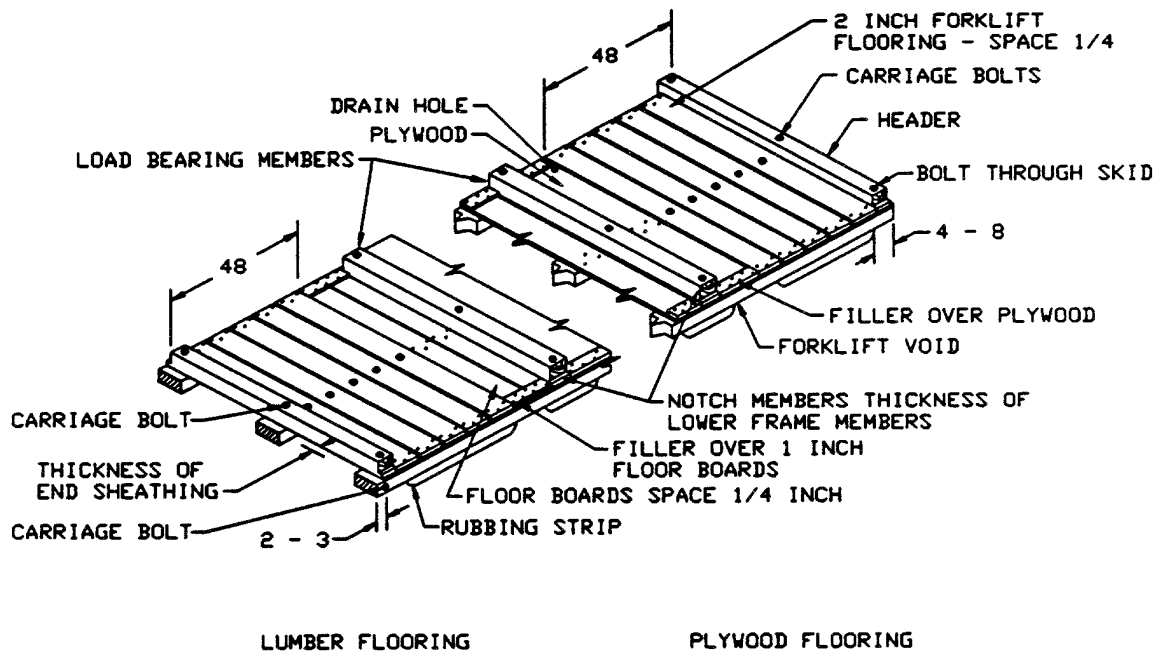 2 INCH FORKLIFT
FLOORING - SPACE 1/4
48
CARRIAGE BOLTS
DRAIN HOLE
HEADER
PLYWOOD
LOAD BEARING MEMBERS
BOLT THROUGH SKID
4 - 8
48
FILLER OVER PLYWOOD
FORKLIFT VOID
NOTCH MEMBERS THICKNESS OF
LOWER FRAME MEMBERS
CARRIAGE BOLT
FILLER OVER 1 INCH
FLOOR BOARDS
THICKNESS OF
END SHEATHING
FLOOR BOARDS SPACE 1/4 INCH
CARRIAGE BOLT
RUBBING STRIP
2 - 3
LUMBER FLOORING
PLYWOOD FLOORING